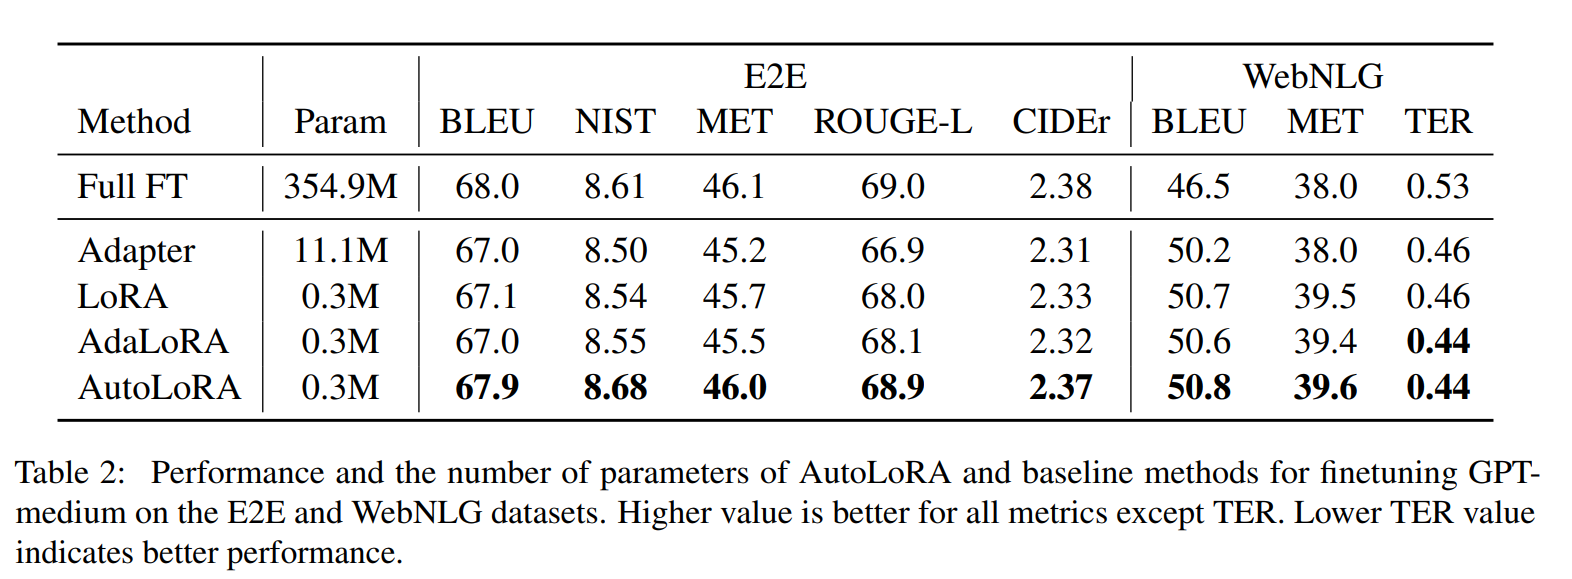 E2E WebNLG
Method Param BLEU NIST MET ROUGE-L CIDEr BLEU MET TER
Full FT 354.9M 68.0 8.61 46.1 69.0 2.38 46.5 38.0 0.53
Adapter 11.1M 67.0 8.50 45.2 66.9 2.31 50.2 38.0 0.46
LoRA 0.3M 67.1 8.54 45.7 68.0 2.33 50.7 39.5 0.46
AdaLoRA 0.3M 67.0 8.55 45.5 68.1 2.32 50.6 39.4 0.44
AutoLoRA 0.3M 67.9 8.68 46.0 68.9 2.37 50.8 39.6 0.44
Table 2: Performance and the number of parameters of AutoLoRA and baseline methods for finetuning GPT-
medium on the E2E and WebNLG datasets. Higher value is better for all metrics except TER. Lower TER value
indicates better performance.